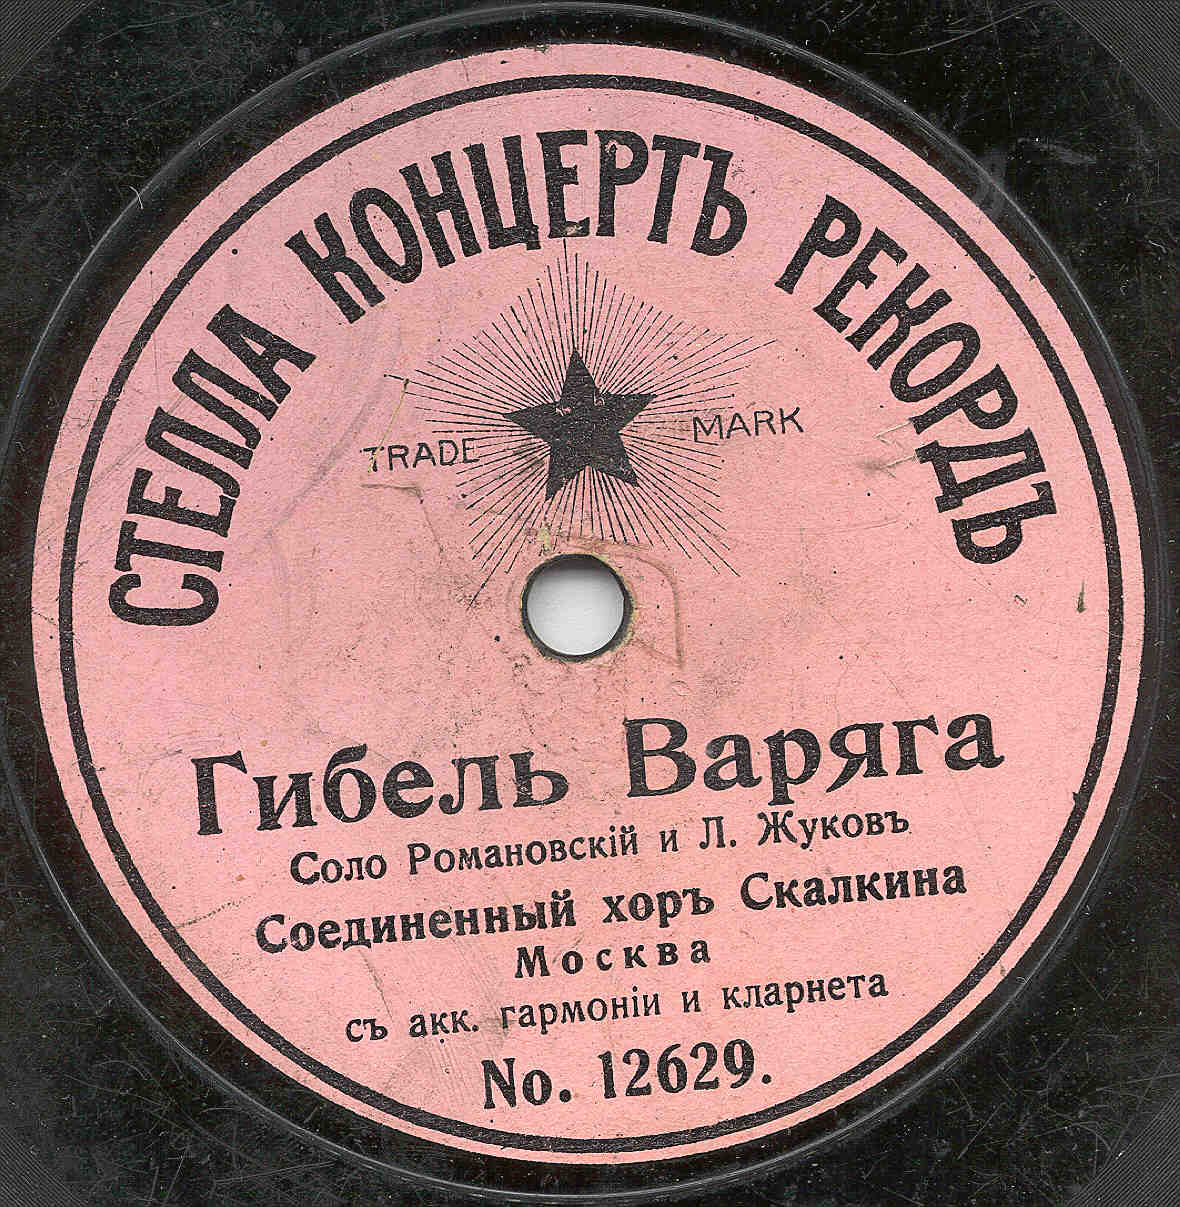 СТЕЛЛА КОНЦЕРТЪ РЕКОРДЪ
TRADE MARK
Гибель Варяга
Соло Романовскій и Л. Жуковъ
Соединенный хоръ Скалкина
Москва
съ акк. гармоніи и кларнета
No. 12629.